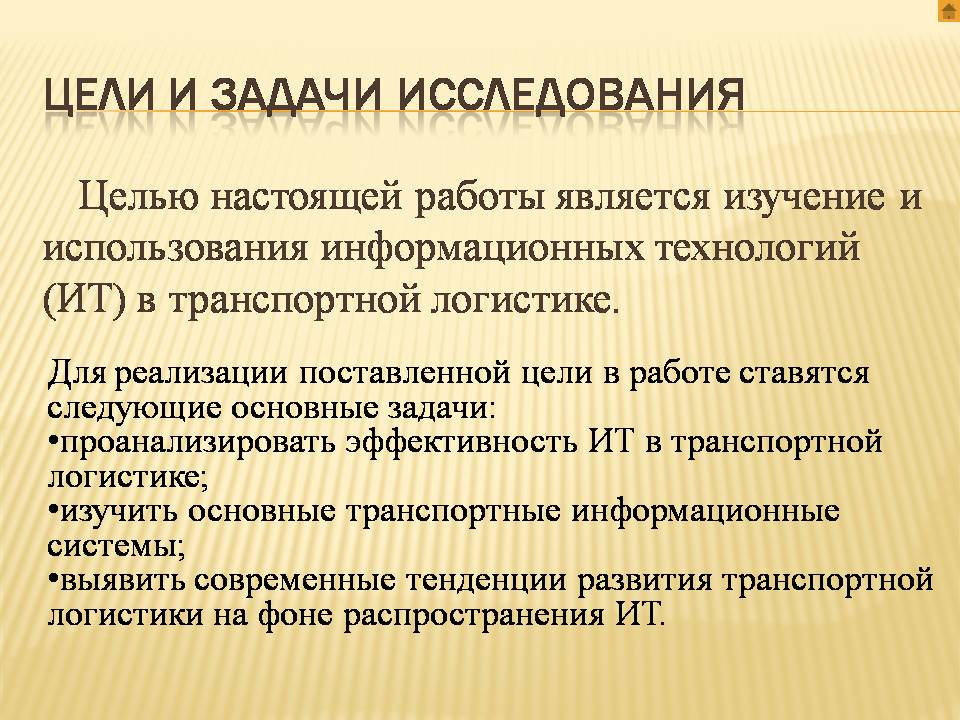 ЦЕЛИ И ЗАДАЧИ ИССЛЕДОВАНИЯ
Целью настоящей работы является изучение и
использования информационных технологий
(ИТ) в транспортной логистике.
Для реализации поставленной цели в работе ставятся
следующие основные задачи:
•проанализировать эффективность ИТ в транспортной
логистике;
•изучить основные транспортные информационные
системы;
•выявить современные тенденции развития транспортной
логистики на фоне распространения ИТ.